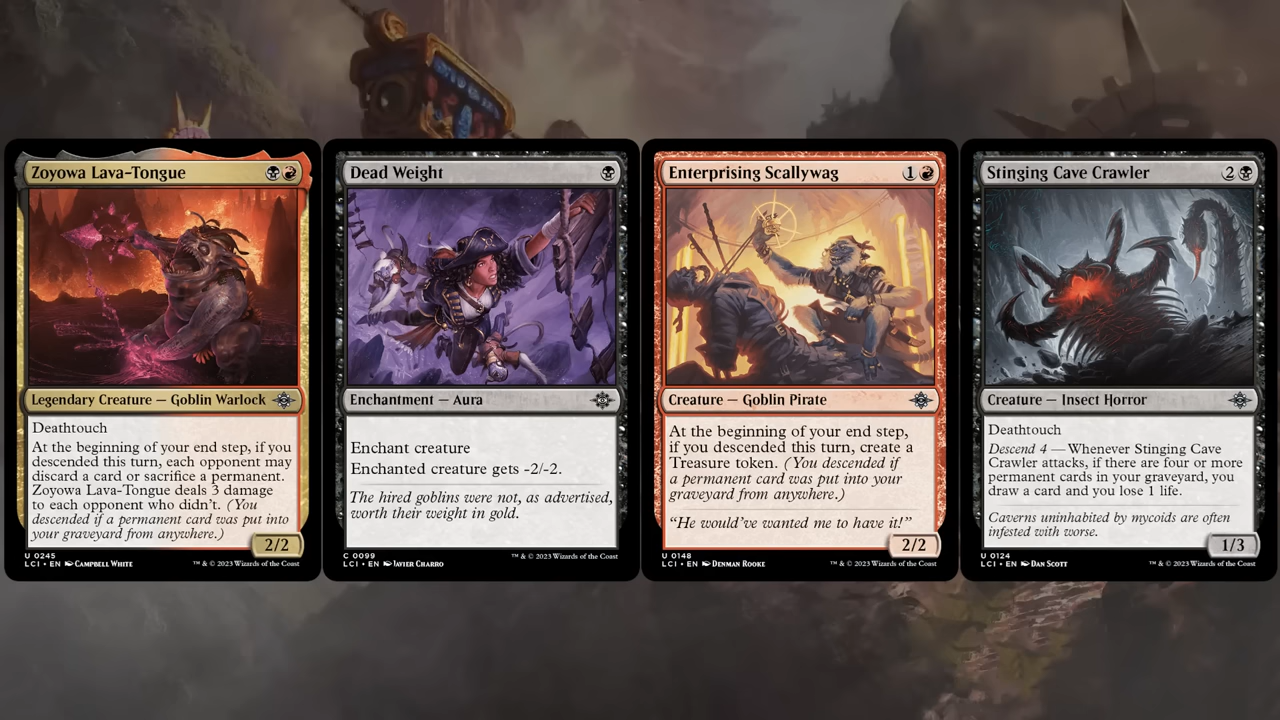 Zoyowa Lava-Tongue
Legendary Creature — Goblin Warlock
Deathtouch
At the beginning of your end step, if you
descended this turn, each opponent may
discard a card or sacrifice a permanent.
Zoyowa Lava-Tongue deals 3 damage
to each opponent who didn't. (You
descended if a permanent card was put into
your graveyard from anywhere.)
2/2
U 0245
LCI • EN Campbell White
™ & © 2023 Wizards of the Coast
Dead Weight
Enchantment — Aura
Enchant creature
Enchanted creature gets -2/-2.
The hired goblins were not, as advertised,
worth their weight in gold.
C 0099
LCI • EN Javier Charro
™ & © 2023 Wizards of the Coast
Enterprising Scallywag
1
Creature — Goblin Pirate
At the beginning of your end step,
if you descended this turn, create a
Treasure token. (You descended if
a permanent card was put into your
graveyard from anywhere.)
"He would've wanted me to have it!"
2/2
U 0148
LCI • EN Denman Rooke
™ & © 2023 Wizards of the Coast
Stinging Cave Crawler
2
Creature — Insect Horror
Deathtouch
Descend 4 — Whenever Stinging Cave
Crawler attacks, if there are four or more
permanent cards in your graveyard, you
draw a card and you lose 1 life.
Caverns uninhabited by mycoids are often
infested with worse.
1/3
U 0124
LCI • EN Dan Scott
™ & © 2023 Wizards of the Coast